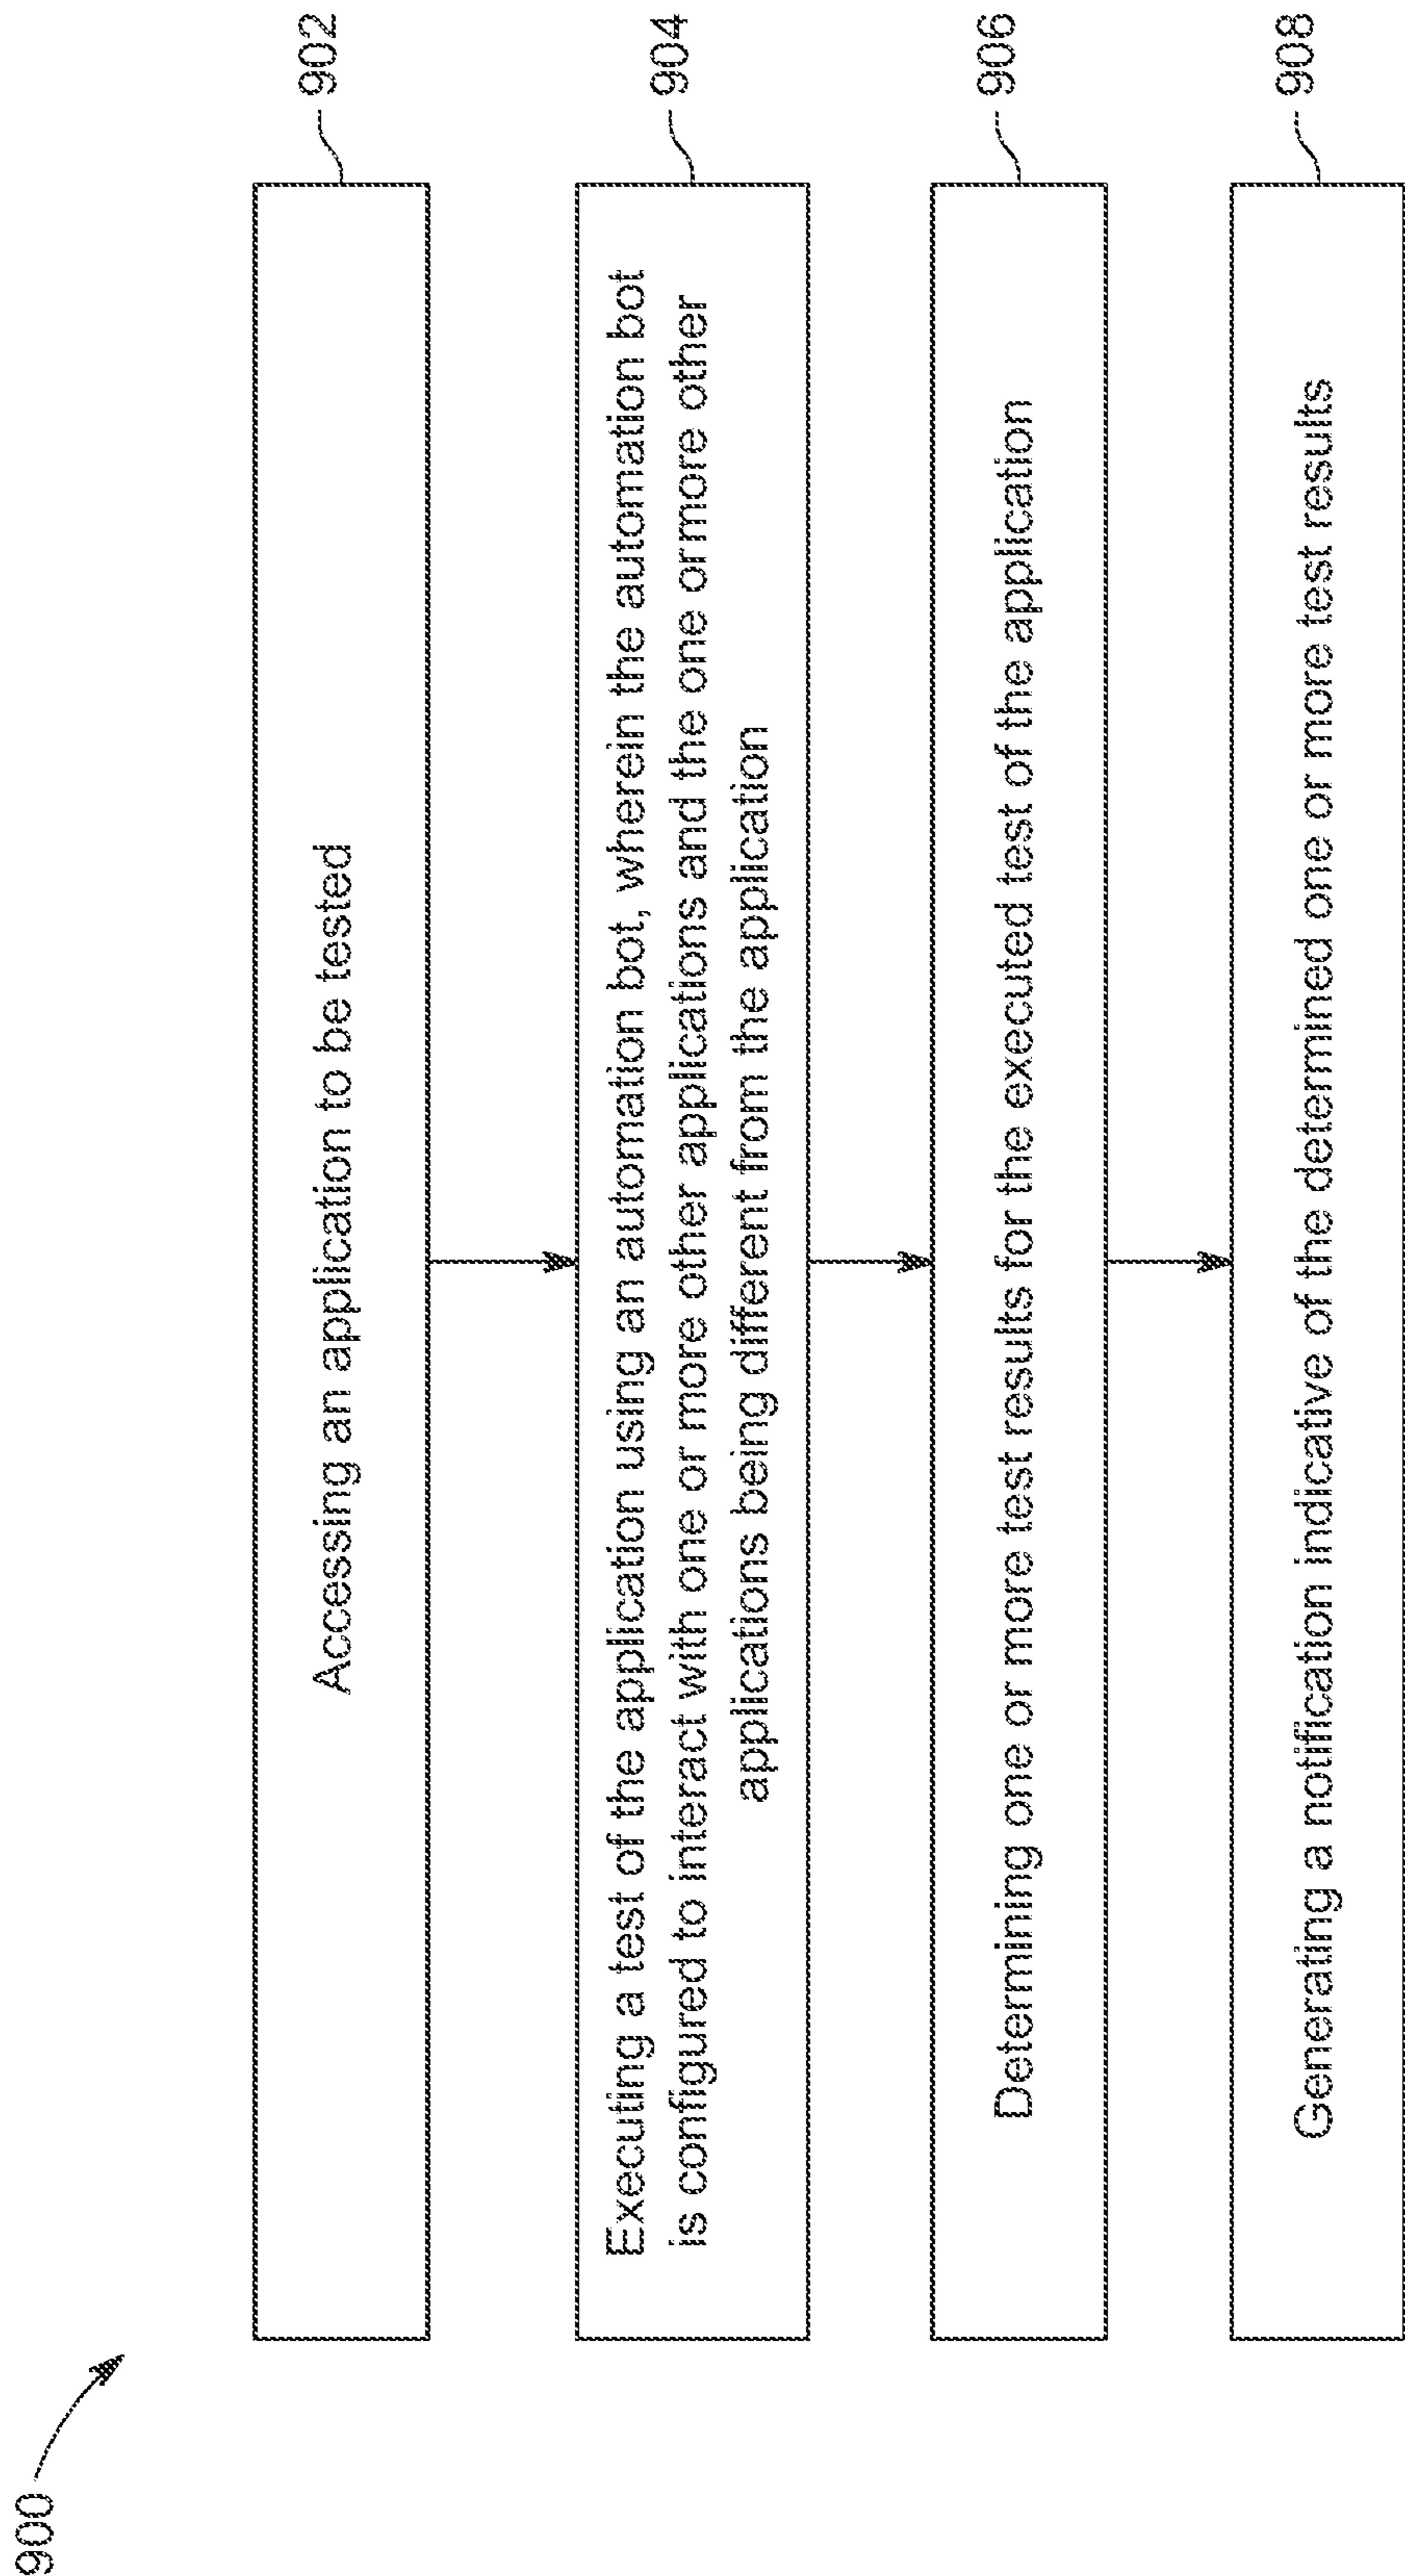 900
Accessing an application to be tested
902
Executing a test of the application using an automation bot, wherein the automation bot
is configured to interact with one or more other applications and the one ormore other
applications being different from the application
904
Determining one or more test results for the executed test of the application
906
Generating a notification indicative of the determined one or more test results
908